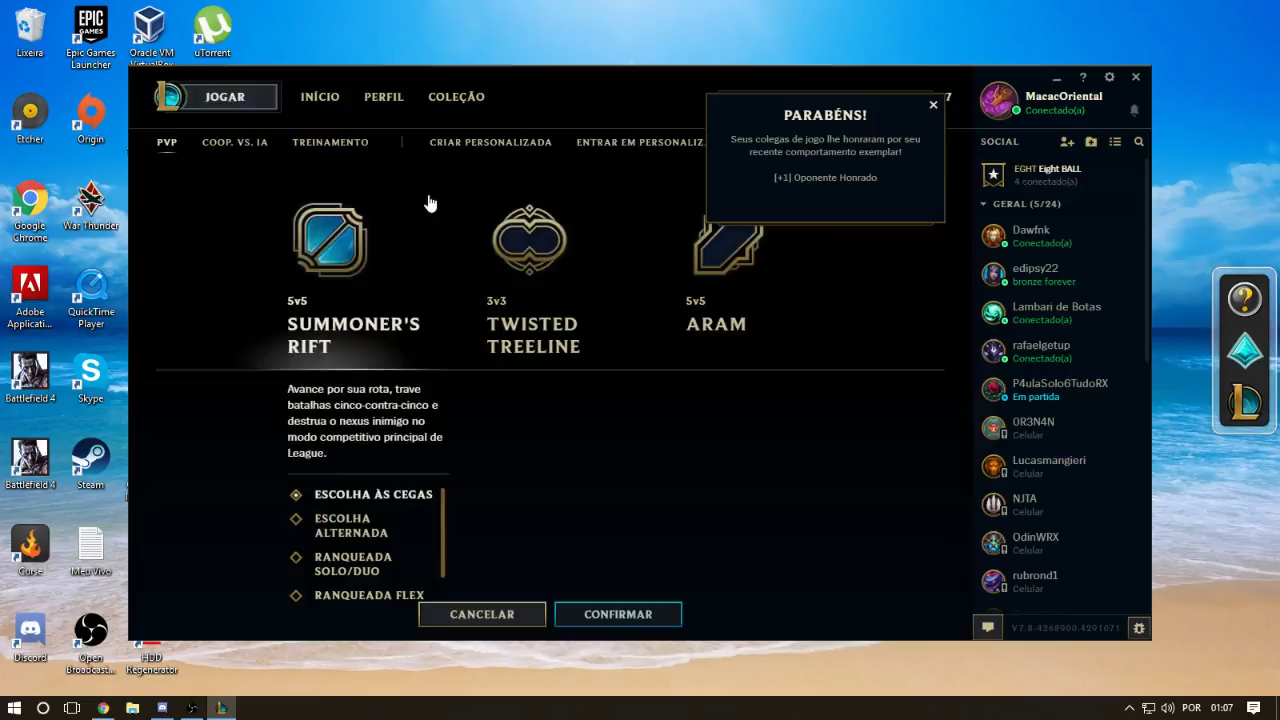 Lixeira
Epic Games
Launcher
Oracle VM
VirtualBox
uTorrent
Etcher
Origin
Google
Chrome
War Thunder
Adobe
Applicati...
QuickTime
Player
Battlefield 4
Skype
Battlefield 4
Steam
Curse
Meu Vivo
Discord
Open
Broadcast...
HDD
Regenerator
JOGAR
INÍCIO
PERFIL
COLEÇÃO
7
PVP
COOP. VS. IA
TREINAMENTO
CRIAR PERSONALIZADA
ENTRAR EM PERSONALIZ
PARABÉNS!
Seus colegas de jogo lhe honraram por seu
recente comportamento exemplar!
[+1] Oponente Honrado
5v5
SUMMONER'S
RIFT
3v3
TWISTED
TREELINE
5v5
ARAM
Avance por sua rota, trave
batalhas cinco-contra-cinco e
destrua o nexus inimigo no
modo competitivo principal de
League.
ESCOLHA ÀS CEGAS
ESCOLHA
ALTERNADA
RANQUEADA
SOLO/DUO
RANQUEADA FLEX
CANCELAR
CONFIRMAR
MacacOriental
Conectado(a)
SOCIAL
EGHT Eight BALL
4 conectado(a)
GERAL (5/24)
Dawfnk
Conectado(a)
edipsy22
bronze forever
Lambari de Botas
Conectado(a)
rafaelgetup
Conectado(a)
P4ulaSolo6TudoRX
Em partida
0R3N4N
Celular
Lucasmangieri
Celular
NJTA
Celular
OdinWRX
Celular
rubrond1
Celular
V7.8-4268900.4291071
POR
01:07